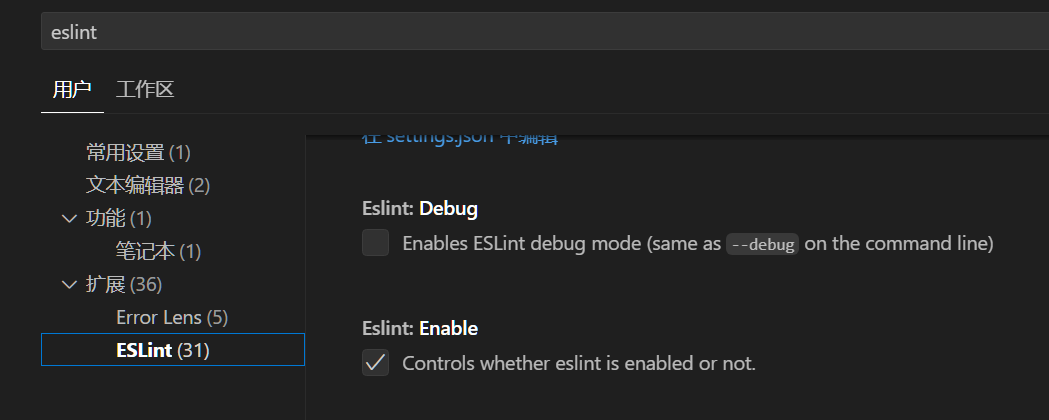 eslint
用户
工作区
常用设置 (1)
文本编辑器 (2)
功能 (1)
笔记本 (1)
扩展 (36)
Error Lens (5)
ESLint (31)
在 settings.json 中编辑
Eslint: Debug
Enables ESLint debug mode (same as --debug on the command line)
Eslint: Enable
Controls whether eslint is enabled or not.